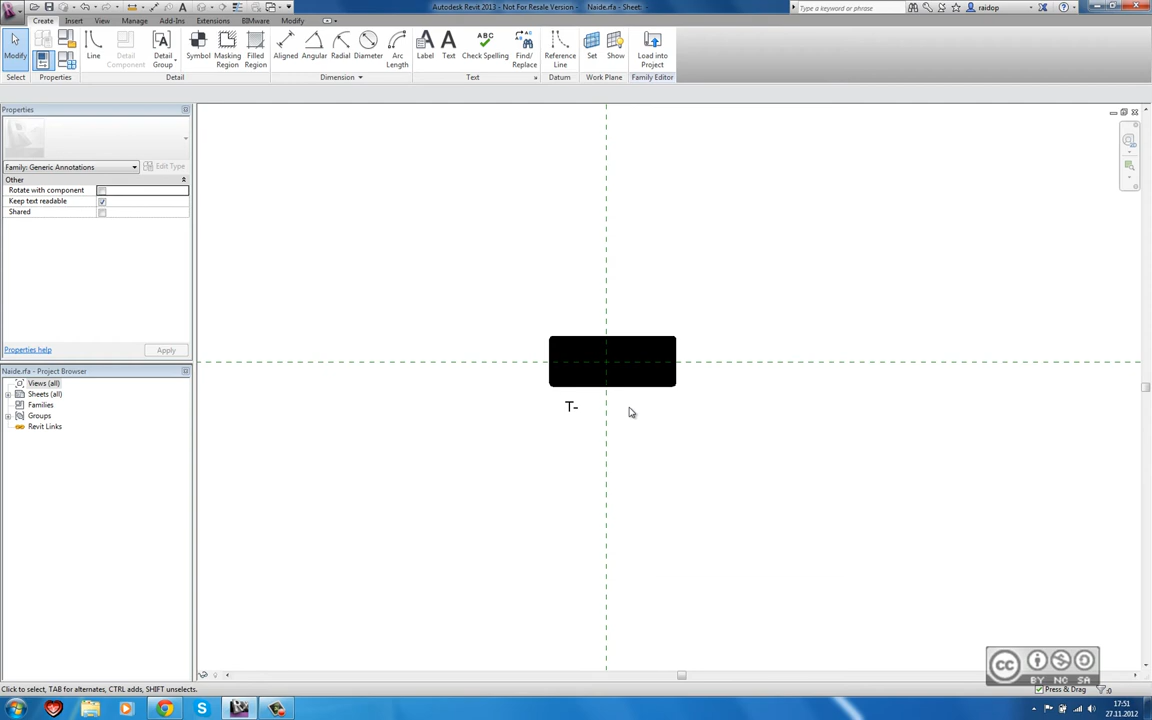 Autodesk Revit 2013 - Not For Resale Version - Naide.rfa - Sheet:
Type a keyword or phrase
raidop
Create Insert View Manage Add-Ins Extensions BIMware Modify
Modify
Line
Detail Component
Detail Group
Symbol
Masking Region
Filled Region
Aligned
Angular
Radial
Diameter
Arc Length
Label
Text
Check Spelling
Find/ Replace
Reference Line
Set
Show
Load into Project
Select Properties Detail Dimension Text Datum Work Plane Family Editor
Properties
Family: Generic Annotations
Edit Type
Other
Rotate with component
Keep text readable
Shared
Properties help
Apply
Naide.rfa - Project Browser
Views (all)
Sheets (all)
Families
Groups
Revit Links
T-
cc
BY NC SA
Click to select, TAB for alternates, CTRL adds, SHIFT unselects.
Press & Drag
:0
17:51
27.11.2012